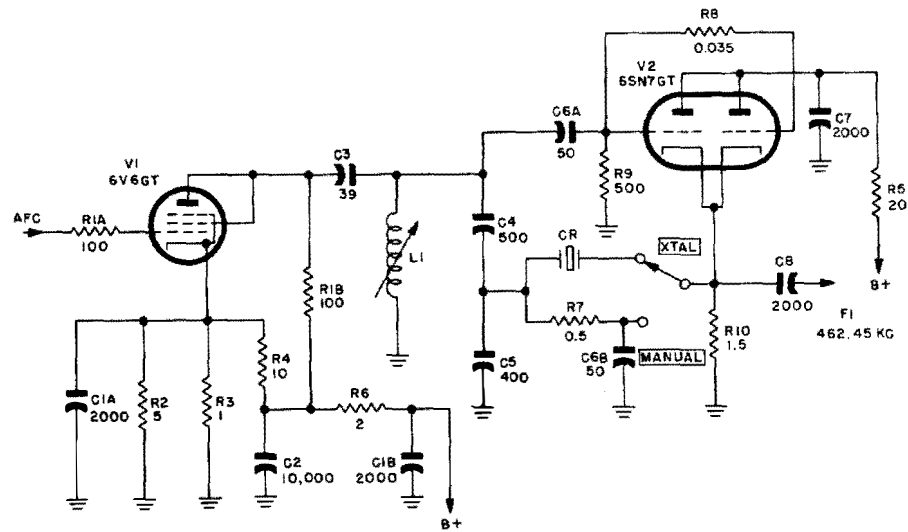 R8
0.035
V2
6SN7GT
C6A
50
C7
2000
V1
6V6GT
C3
39
R9
500
R5
20
AFC
R1A
100
C4
500
CR
XTAL
L1
C8
2000
B+
R1B
100
R7
0.5
F1
462.45 KC
R4
10
C5
400
C6B
50
MANUAL
R10
1.5
C1A
2000
R2
5
R3
1
R6
2
C2
10,000
C1B
2000
B+